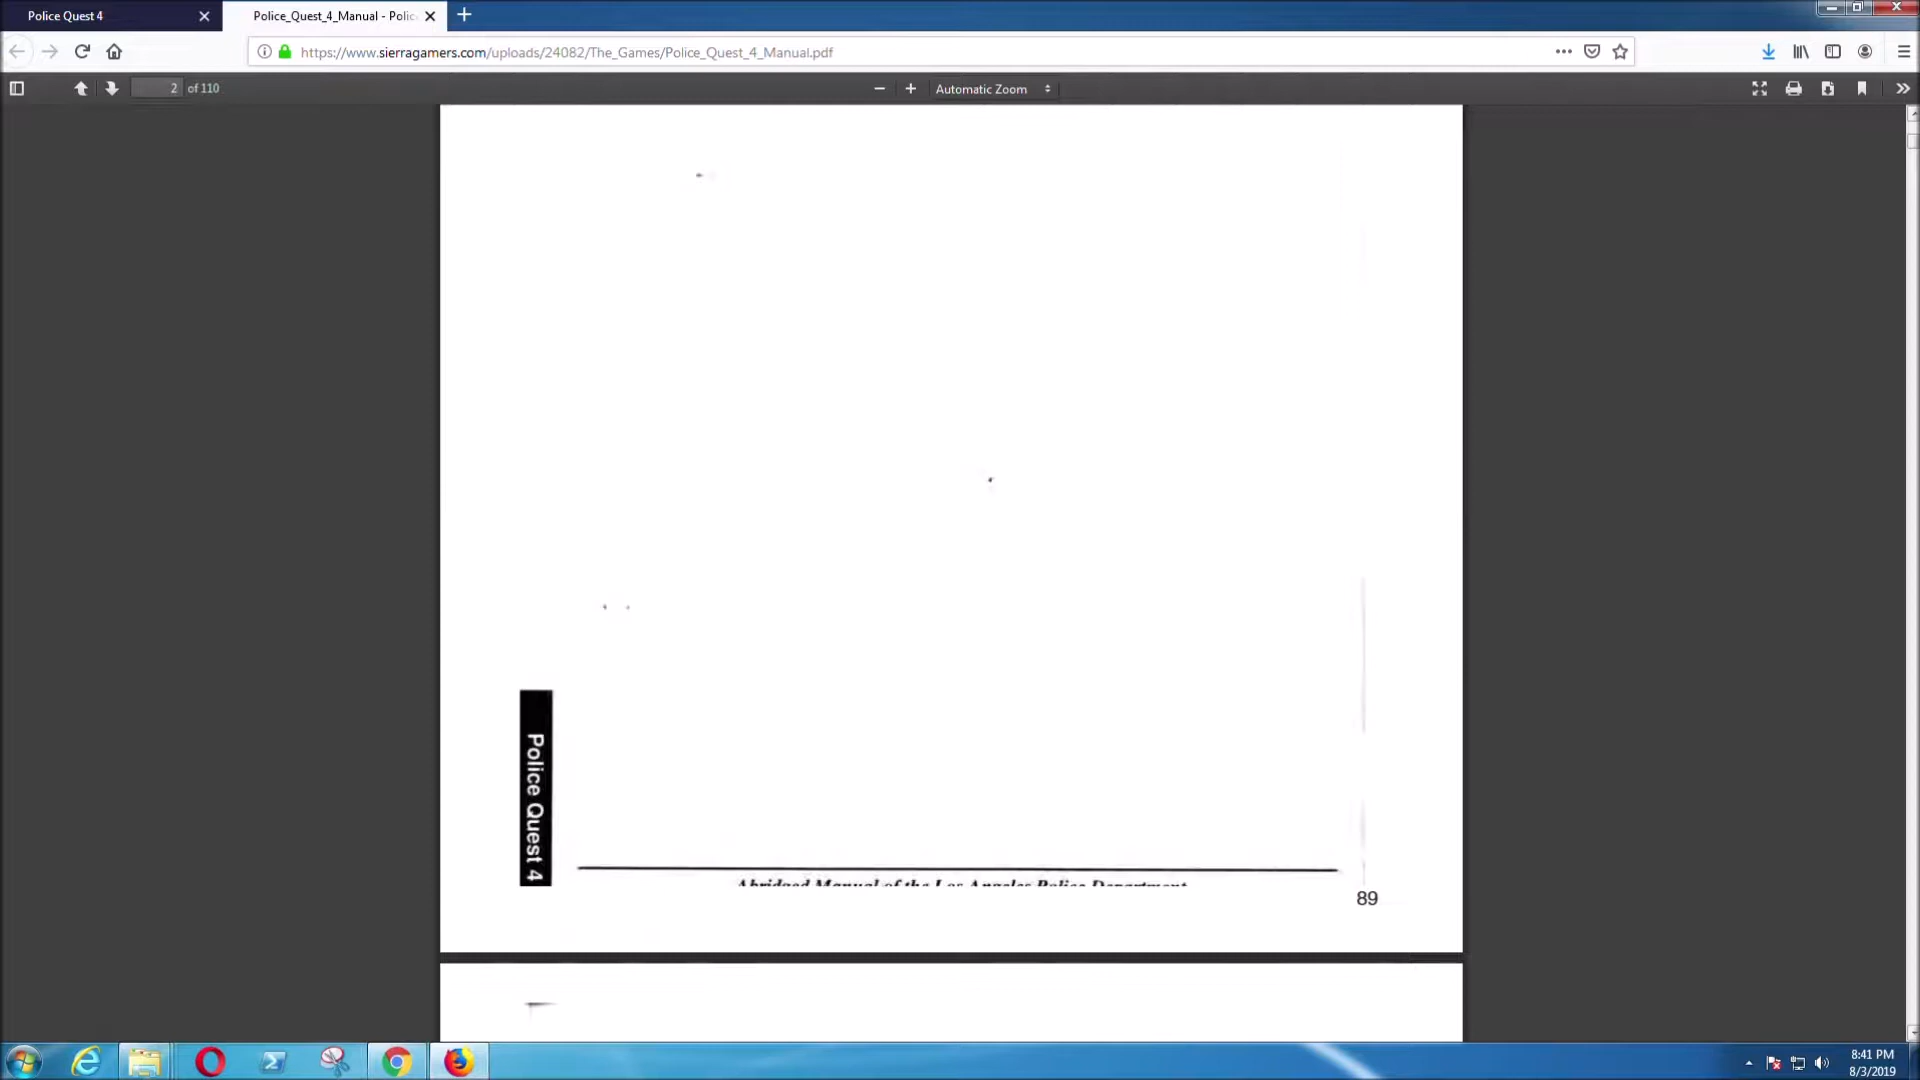 Police Quest 4
Police_Quest_4_Manual - Polic
https://www.sierragamers.com/uploads/24082/The_Games/Police_Quest_4_Manual.pdf
2 of 110
Automatic Zoom
Police Quest 4
Abridged Manual of the Los Angeles Police Department
89
8:41 PM
8/3/2019